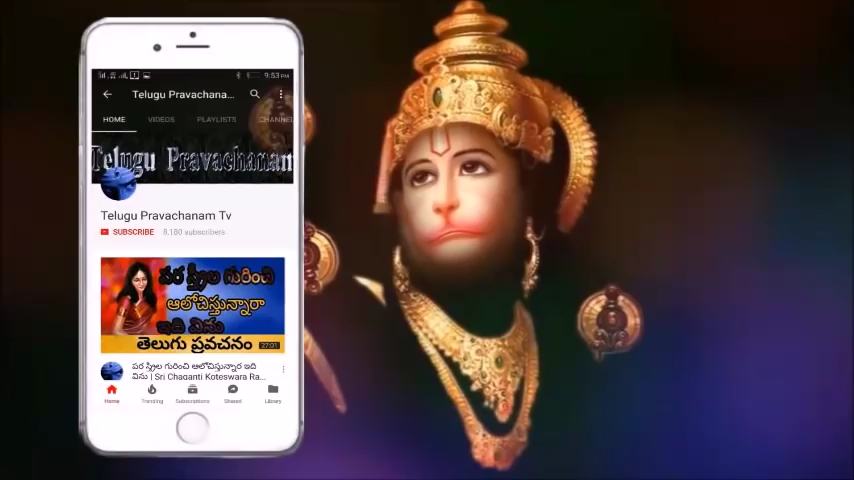 9:53 PM
Telugu Pravachana...
HOME VIDEOS PLAYLISTS CHANNEL
Telugu Pravachanam
Telugu Pravachanam Tv
SUBSCRIBE 8,180 subscribers
పర స్త్రీల గురించి
ఆలోచిస్తున్నారా
ఇది విను
తెలుగు ప్రవచనం 27:01
పర స్త్రీల గురించి ఆలోచిస్తున్నార ఇది
విను | Sri Chaganti Koteswara Ra...
Home Trending Subscriptions Shared Library